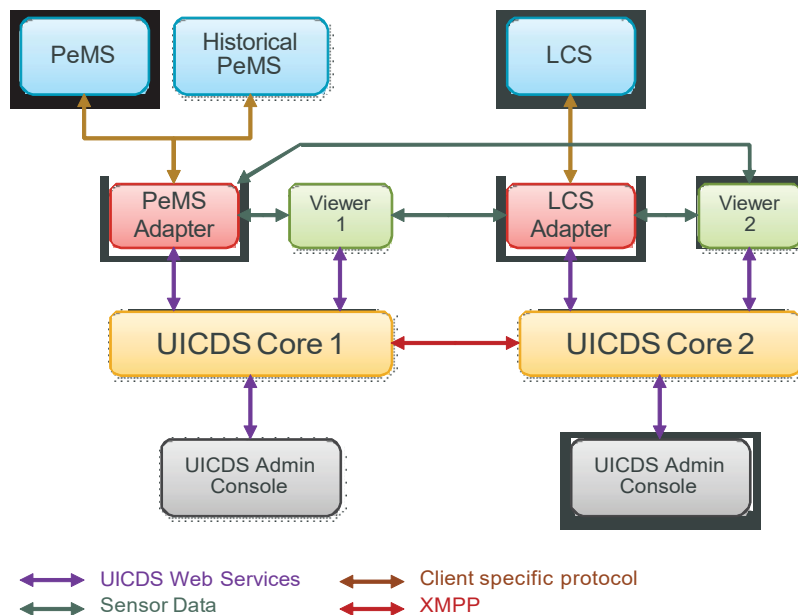 PeMS
Historical
PeMS
LCS
PeMS
Adapter
Viewer
1
LCS
Adapter
Viewer
2
UICDS Core 1
UICDS Core 2
UICDS Admin
Console
UICDS Admin
Console
UICDS Web Services
Client specific protocol
Sensor Data
XMPP